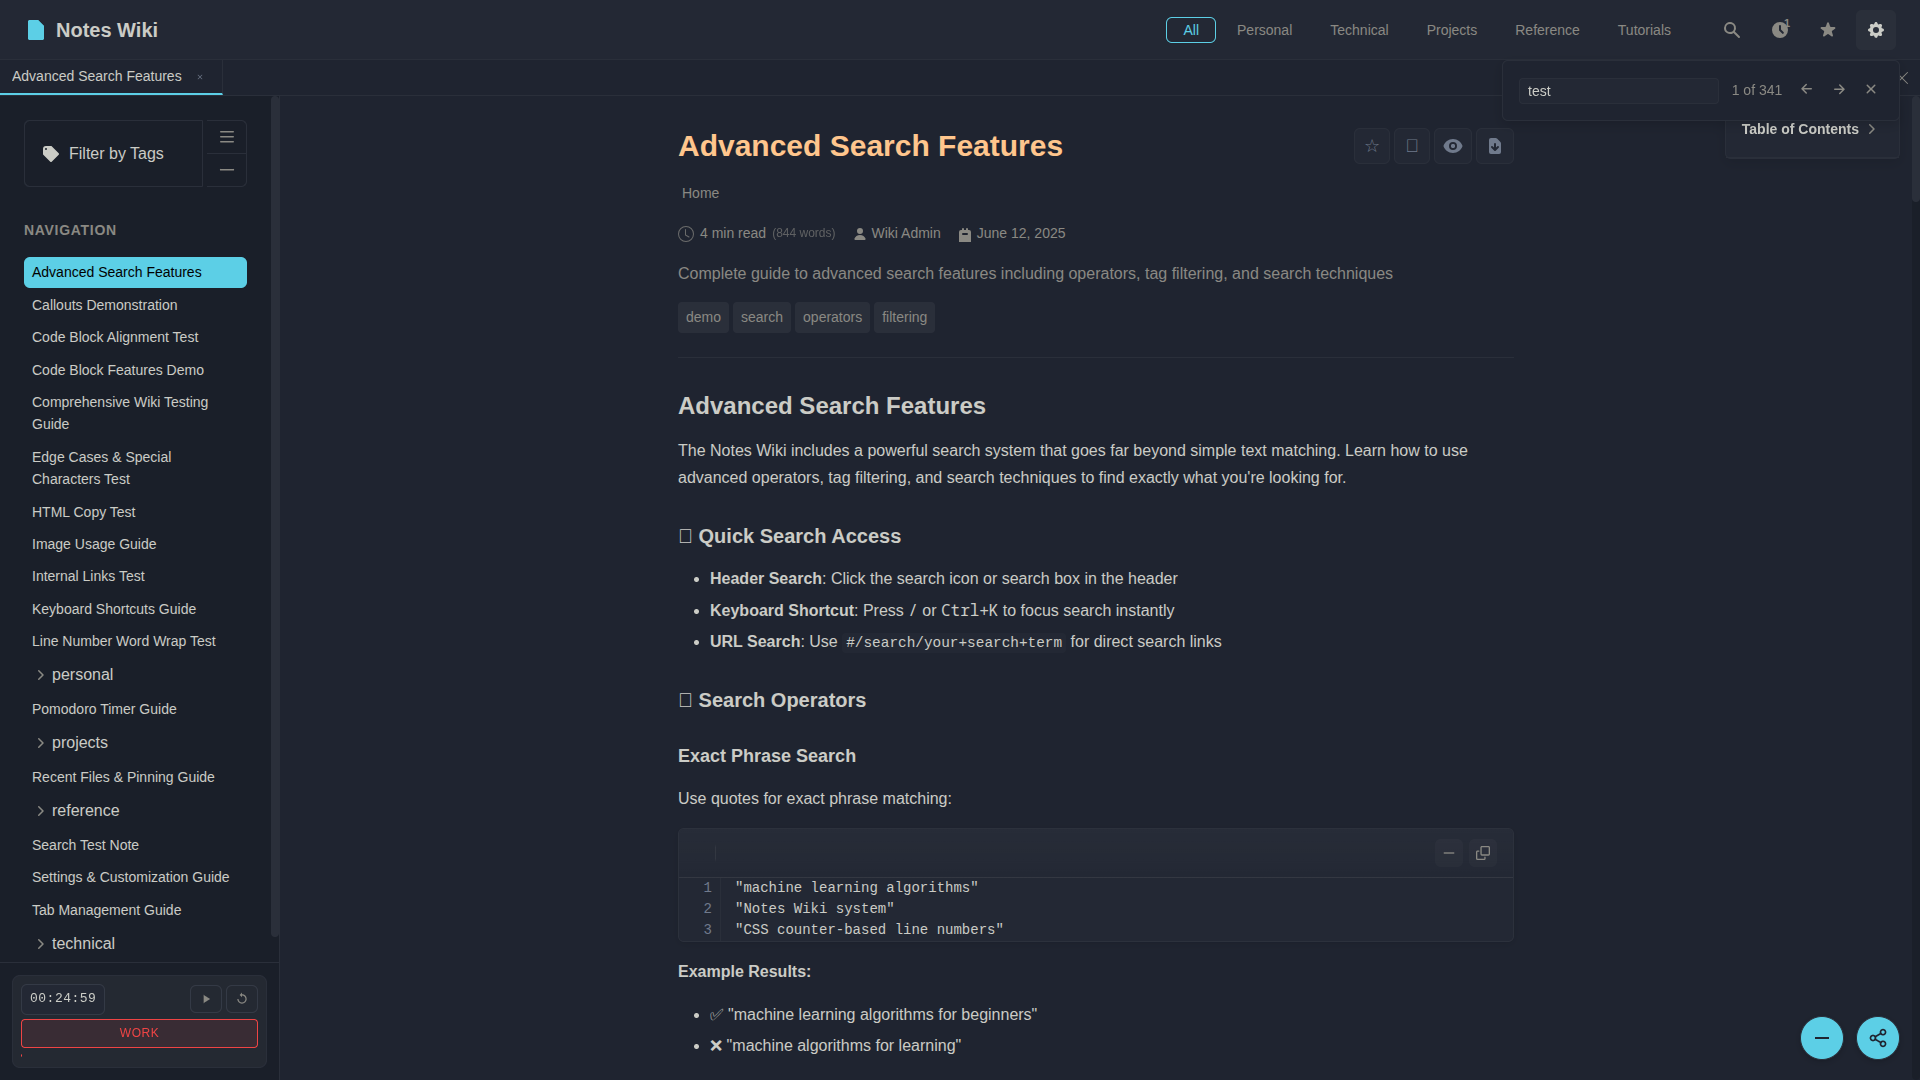 Notes Wiki
All Personal Technical Projects Reference Tutorials 1
Advanced Search Features ×
test 1 of 341
Table of Contents
Filter by Tags
NAVIGATION
Advanced Search Features
Callouts Demonstration
Code Block Alignment Test
Code Block Features Demo
Comprehensive Wiki Testing
Guide
Edge Cases & Special
Characters Test
HTML Copy Test
Image Usage Guide
Internal Links Test
Keyboard Shortcuts Guide
Line Number Word Wrap Test
personal
Pomodoro Timer Guide
projects
Recent Files & Pinning Guide
reference
Search Test Note
Settings & Customization Guide
Tab Management Guide
technical
00:24:59
WORK
Advanced Search Features
Home
4 min read (844 words) Wiki Admin June 12, 2025
Complete guide to advanced search features including operators, tag filtering, and search techniques
demo search operators filtering
Advanced Search Features
The Notes Wiki includes a powerful search system that goes far beyond simple text matching. Learn how to use
advanced operators, tag filtering, and search techniques to find exactly what you're looking for.
Quick Search Access
• Header Search: Click the search icon or search box in the header
• Keyboard Shortcut: Press / or Ctrl+K to focus search instantly
• URL Search: Use #/search/your+search+term for direct search links
Search Operators
Exact Phrase Search
Use quotes for exact phrase matching:
1 "machine learning algorithms"
2 "Notes Wiki system"
3 "CSS counter-based line numbers"
Example Results:
• ✅ "machine learning algorithms for beginners"
• ❌ "machine algorithms for learning"